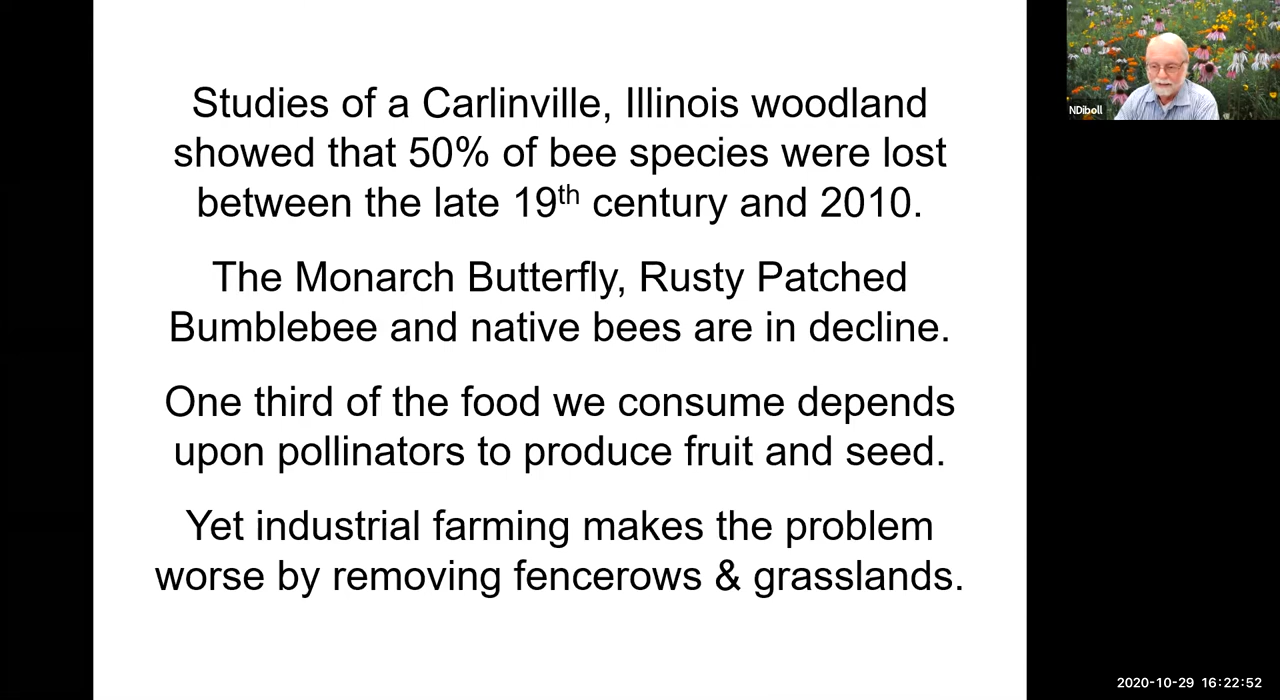 Studies of a Carlinville, Illinois woodland
showed that 50% of bee species were lost
between the late 19th century and 2010.
The Monarch Butterfly, Rusty Patched
Bumblebee and native bees are in decline.
One third of the food we consume depends
upon pollinators to produce fruit and seed.
Yet industrial farming makes the problem
worse by removing fencerows & grasslands.
NDiboll
2020-10-29 16:22:52